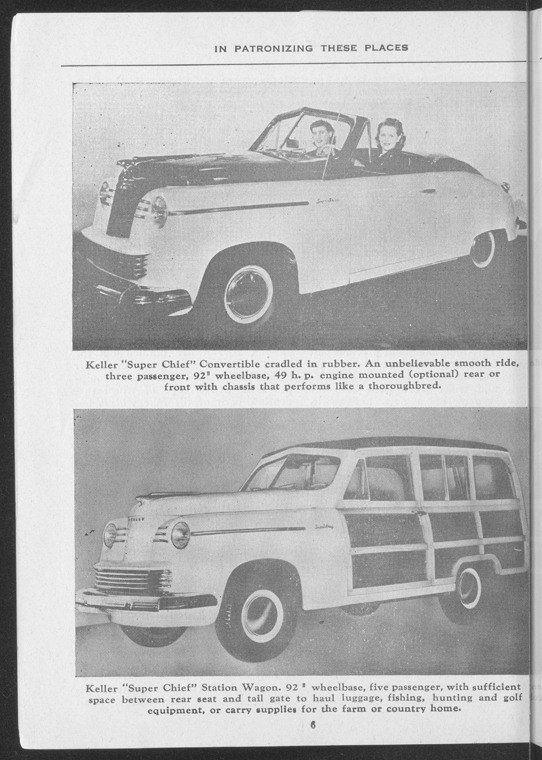 IN PATRONIZING THESE PLACES
Keller "Super Chief" Convertible cradled in rubber. An unbelievable smooth ride,
three passenger, 92" wheelbase, 49 h. p. engine mounted (optional) rear or
front with chassis that performs like a thoroughbred.
KELLER
Keller "Super Chief" Station Wagon. 92 " wheelbase, five passenger, with sufficient
space between rear seat and tail gate to haul luggage, fishing, hunting and golf
equipment, or carry supplies for the farm or country home.
6